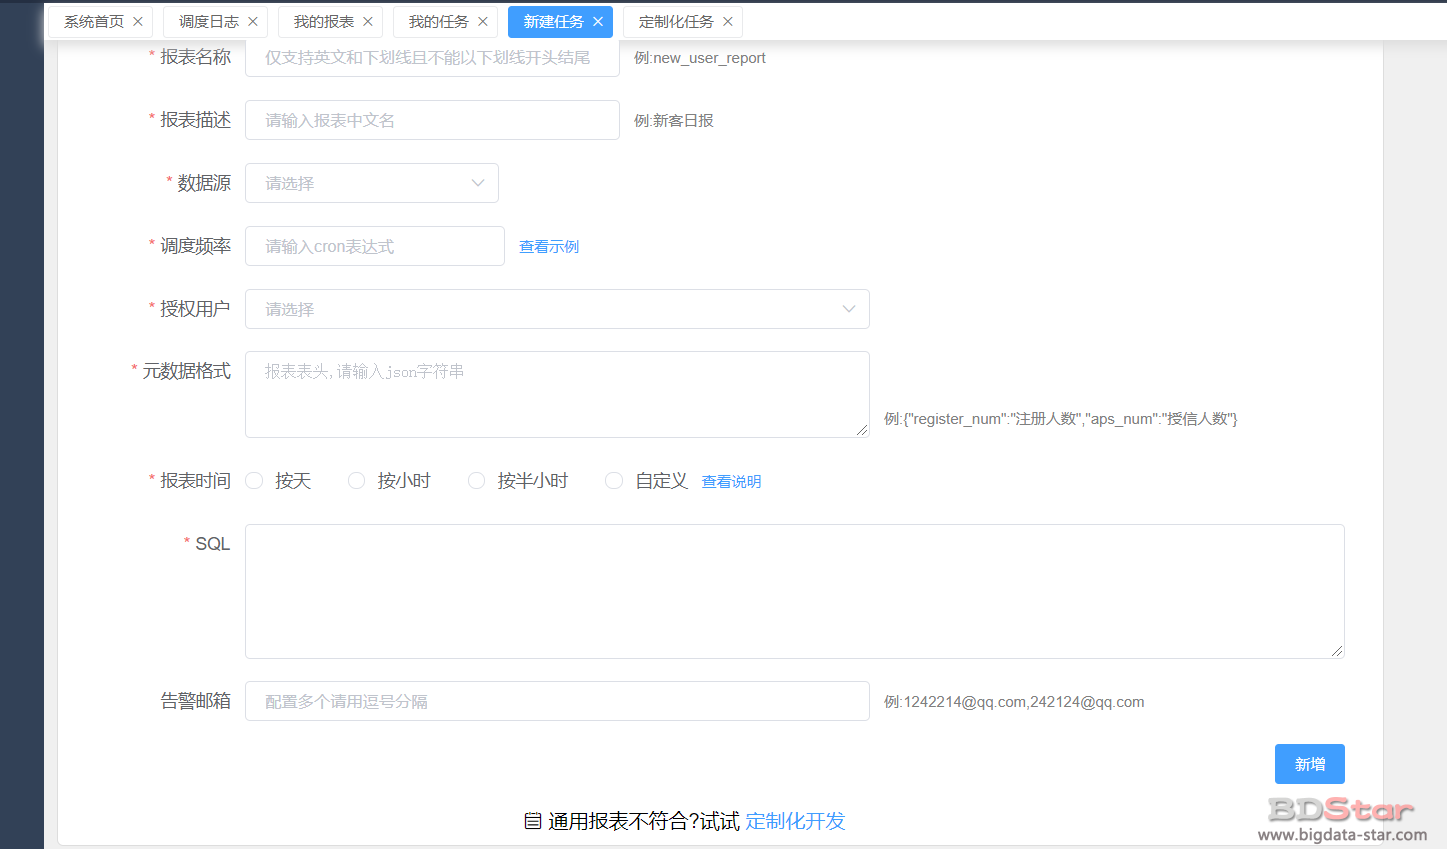 系统首页 调度日志 我的报表 我的任务 新建任务 定制化任务
* 报表名称 仅支持英文和下划线且不能以下划线开头结尾 例:new_user_report
* 报表描述 请输入报表中文名 例:新客日报
* 数据源 请选择
* 调度频率 请输入cron表达式 查看示例
* 授权用户 请选择
* 元数据格式 报表表头,请输入json字符串
例:{"register_num":"注册人数","aps_num":"授信人数"}
* 报表时间 按天 按小时 按半小时 自定义 查看说明
* SQL
告警邮箱 配置多个请用逗号分隔 例:1242214@qq.com,242124@qq.com
新增
通用报表不符合?试试 定制化开发
BDStar
www.bigdata-star.com